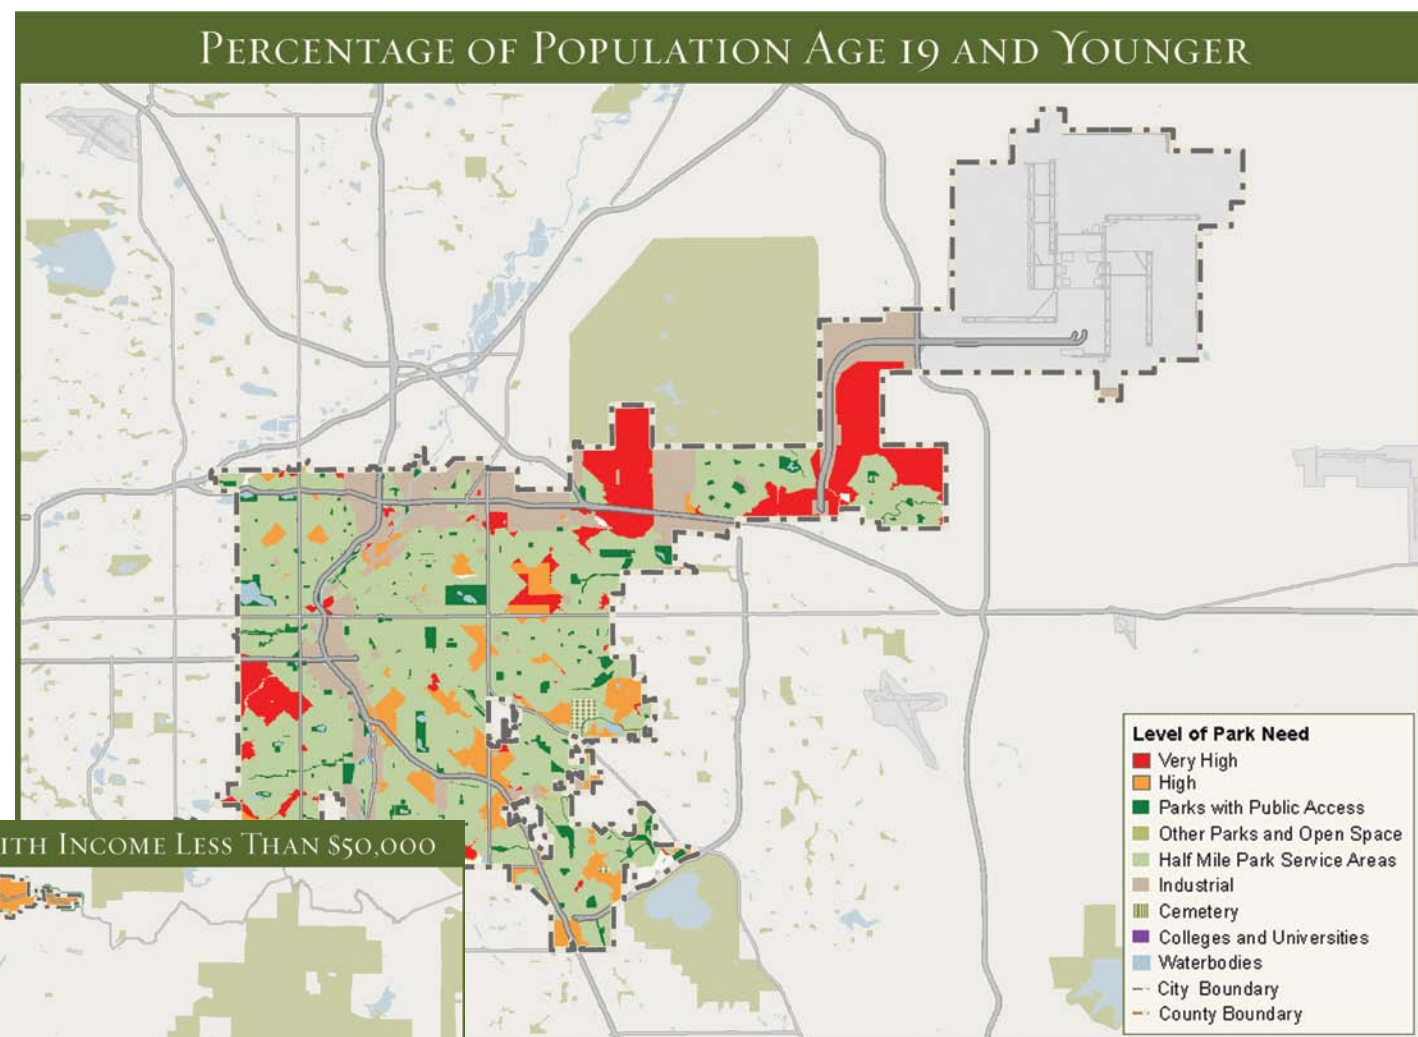 Percentage of Population Age 19 and Younger
Level of Park Need
Very High
High
Parks with Public Access
Other Parks and Open Space
Half Mile Park Service Areas
Industrial
Cemetery
Colleges and Universities
Waterbodies
City Boundary
County Boundary
ith Income Less Than $50,000